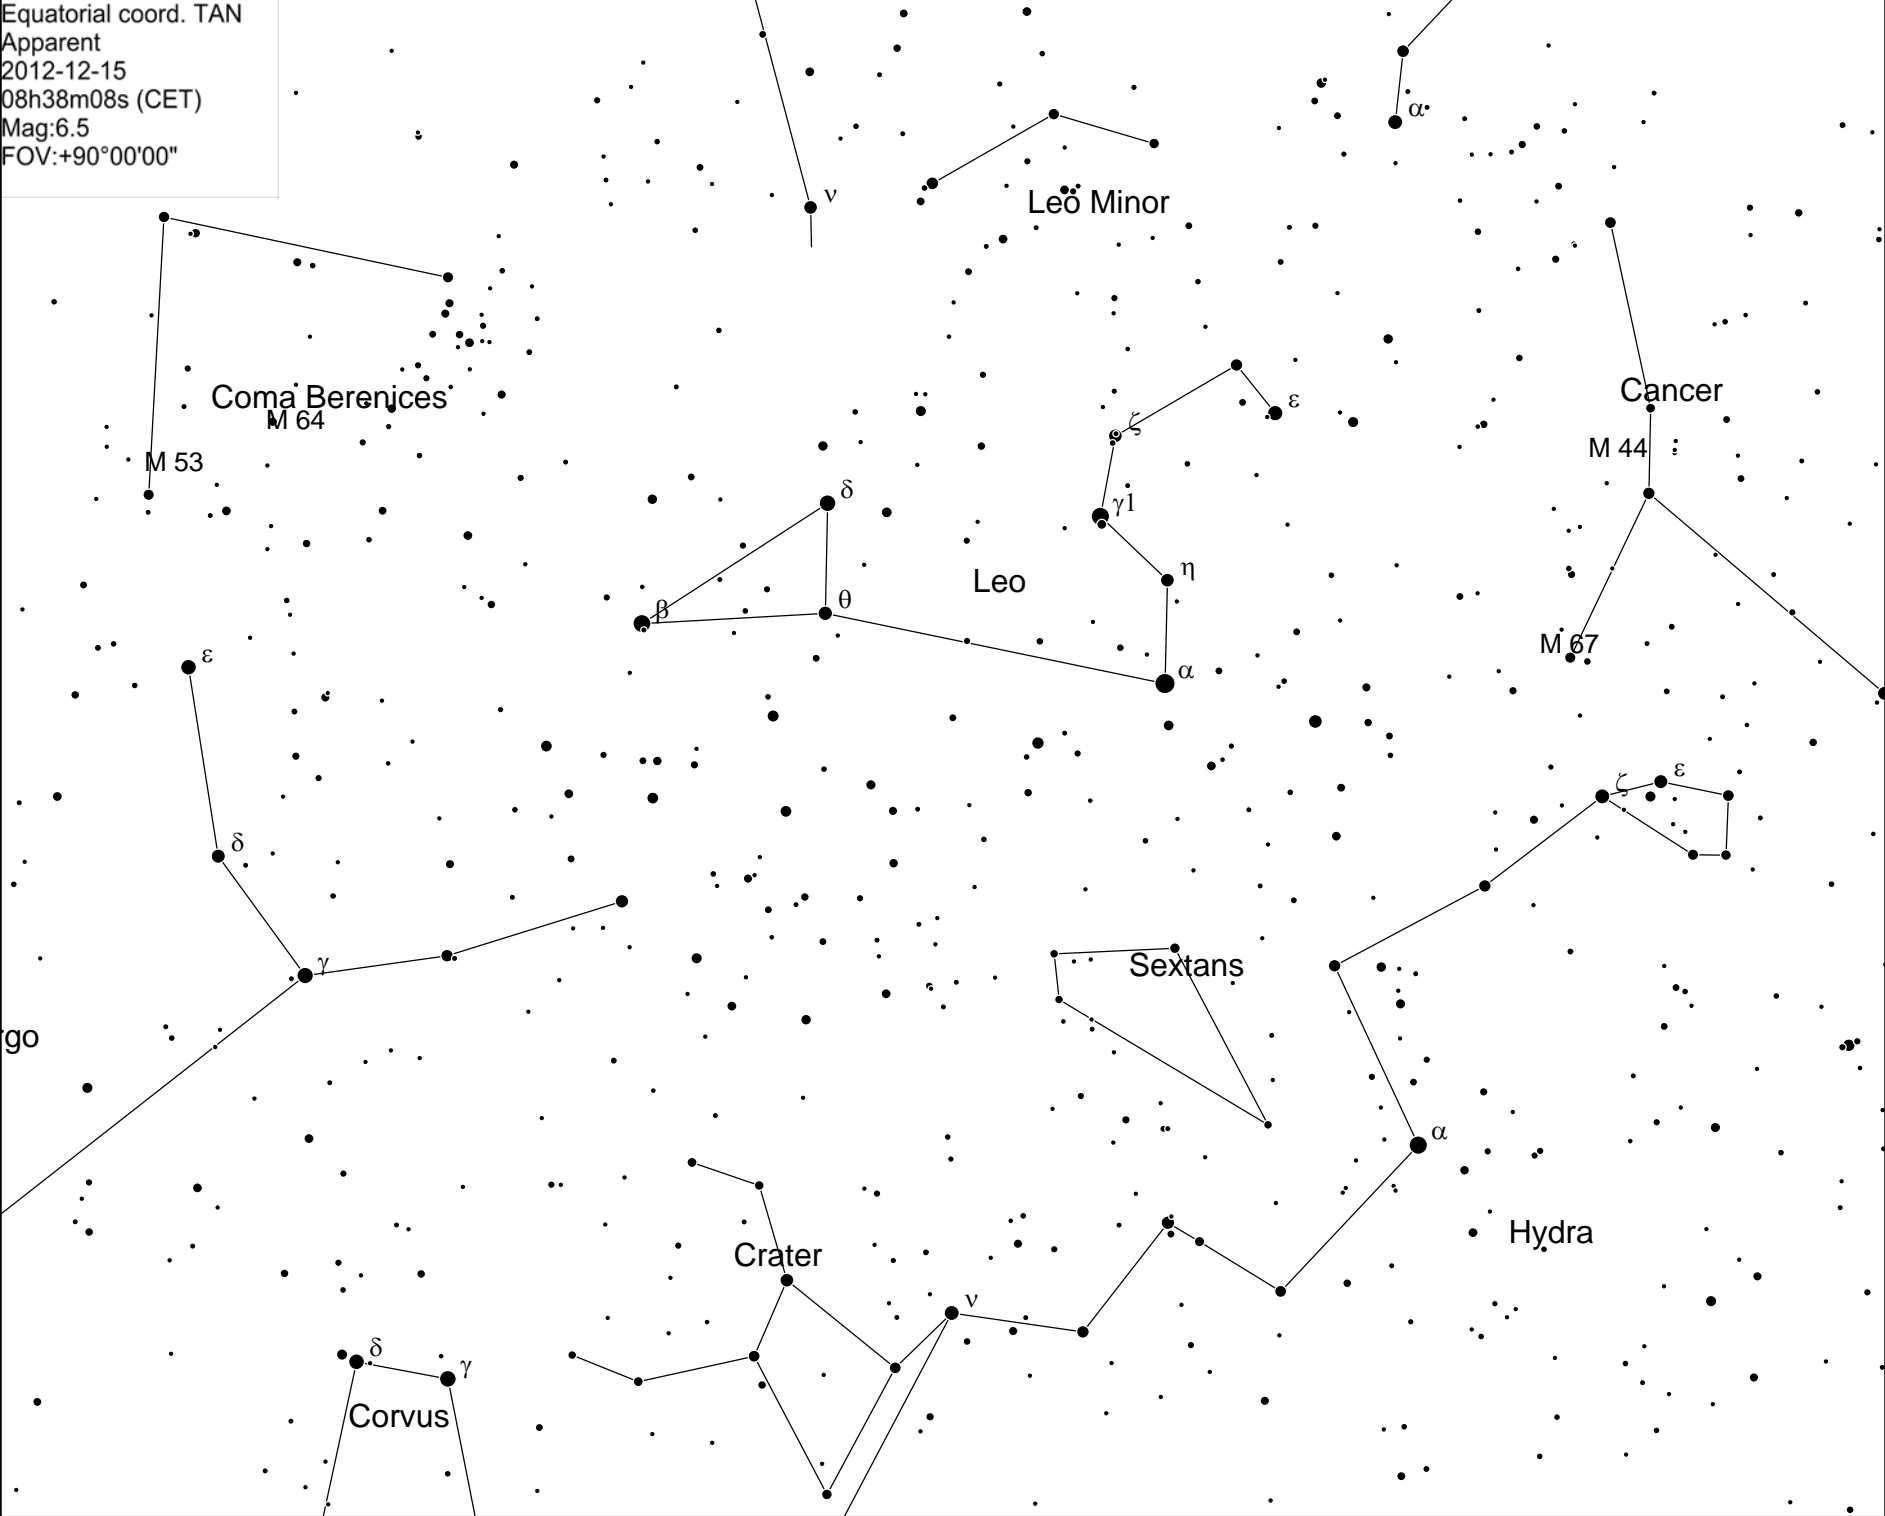 Equatorial coord. TAN
Apparent
2012-12-15
08h38m08s (CET)
Mag:6.5
FOV:+90°00'00"
α
ν
Leo Minor
Coma Berenices
M 64
Cancer
ε
ζ
M 44
M 53
δ
γ1
Leo
η
β
θ
M 67
ε
α
ζ
ε
δ
γ
Sextans
rgo
α
Hydra
Crater
ν
δ
γ
Corvus